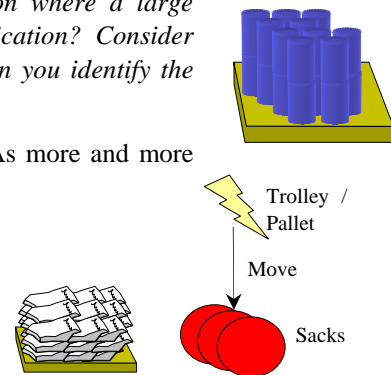 on where a large
ication? Consider
n you identify the
As more and more
Trolley /
Pallet
Move
Sacks